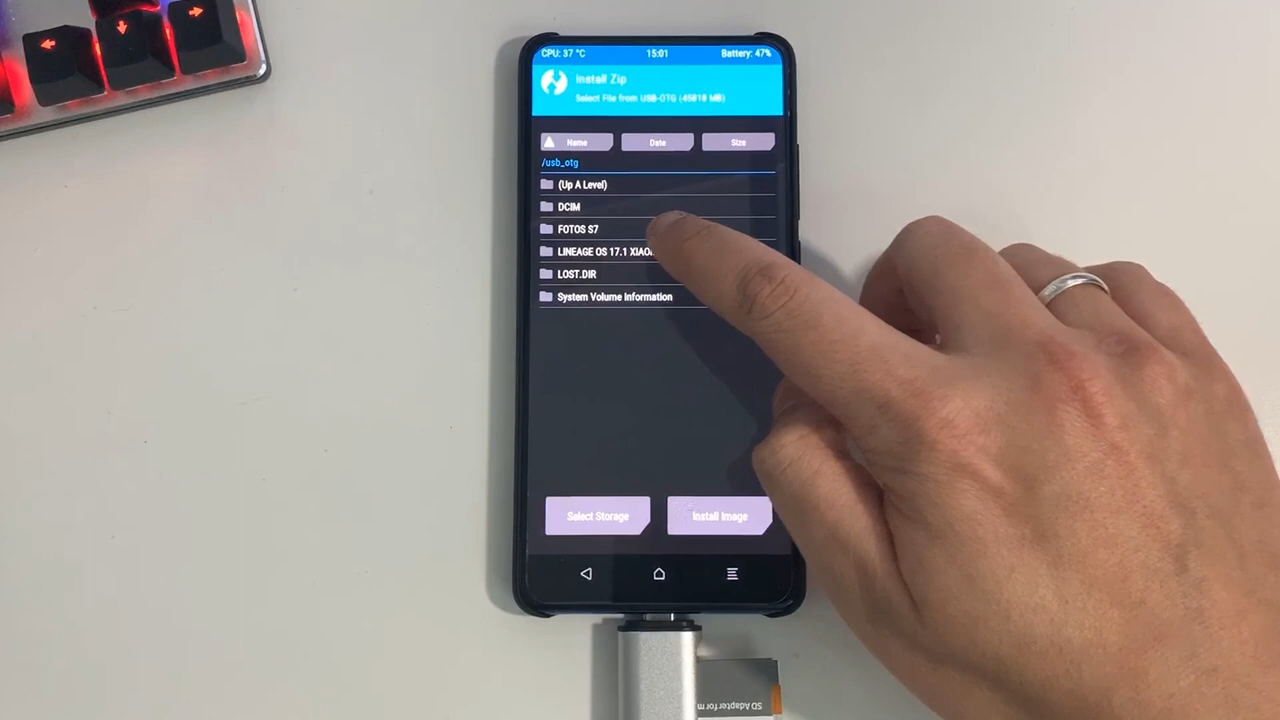 CPU: 37 °C 15:01 Battery: 47%
Install Zip
Select File from USB-OTG (45818 MB)
Name Date Size
/usb_otg
(Up A Level)
DCIM
FOTOS S7
LINEAGE OS 17.1
LOST.DIR
System Volume Information
Select Storage Install Image
SD Adapter for m